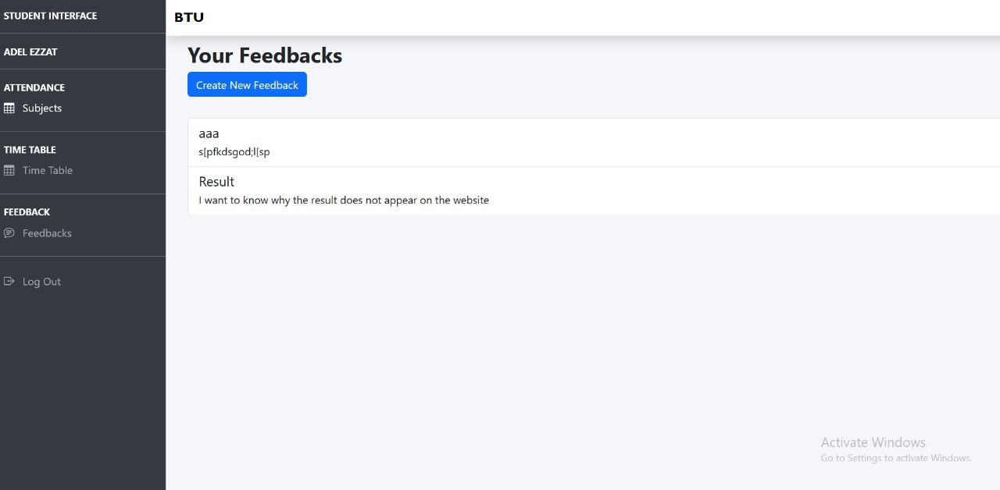 STUDENT INTERFACE
ADEL EZZAT
ATTENDANCE
Subjects
TIME TABLE
Time Table
FEEDBACK
Feedbacks
Log Out
BTU
Your Feedbacks
Create New Feedback
aaa
s[pfkdsgod;l[sp
Result
I want to know why the result does not appear on the website
Activate Windows
Go to Settings to activate Windows.